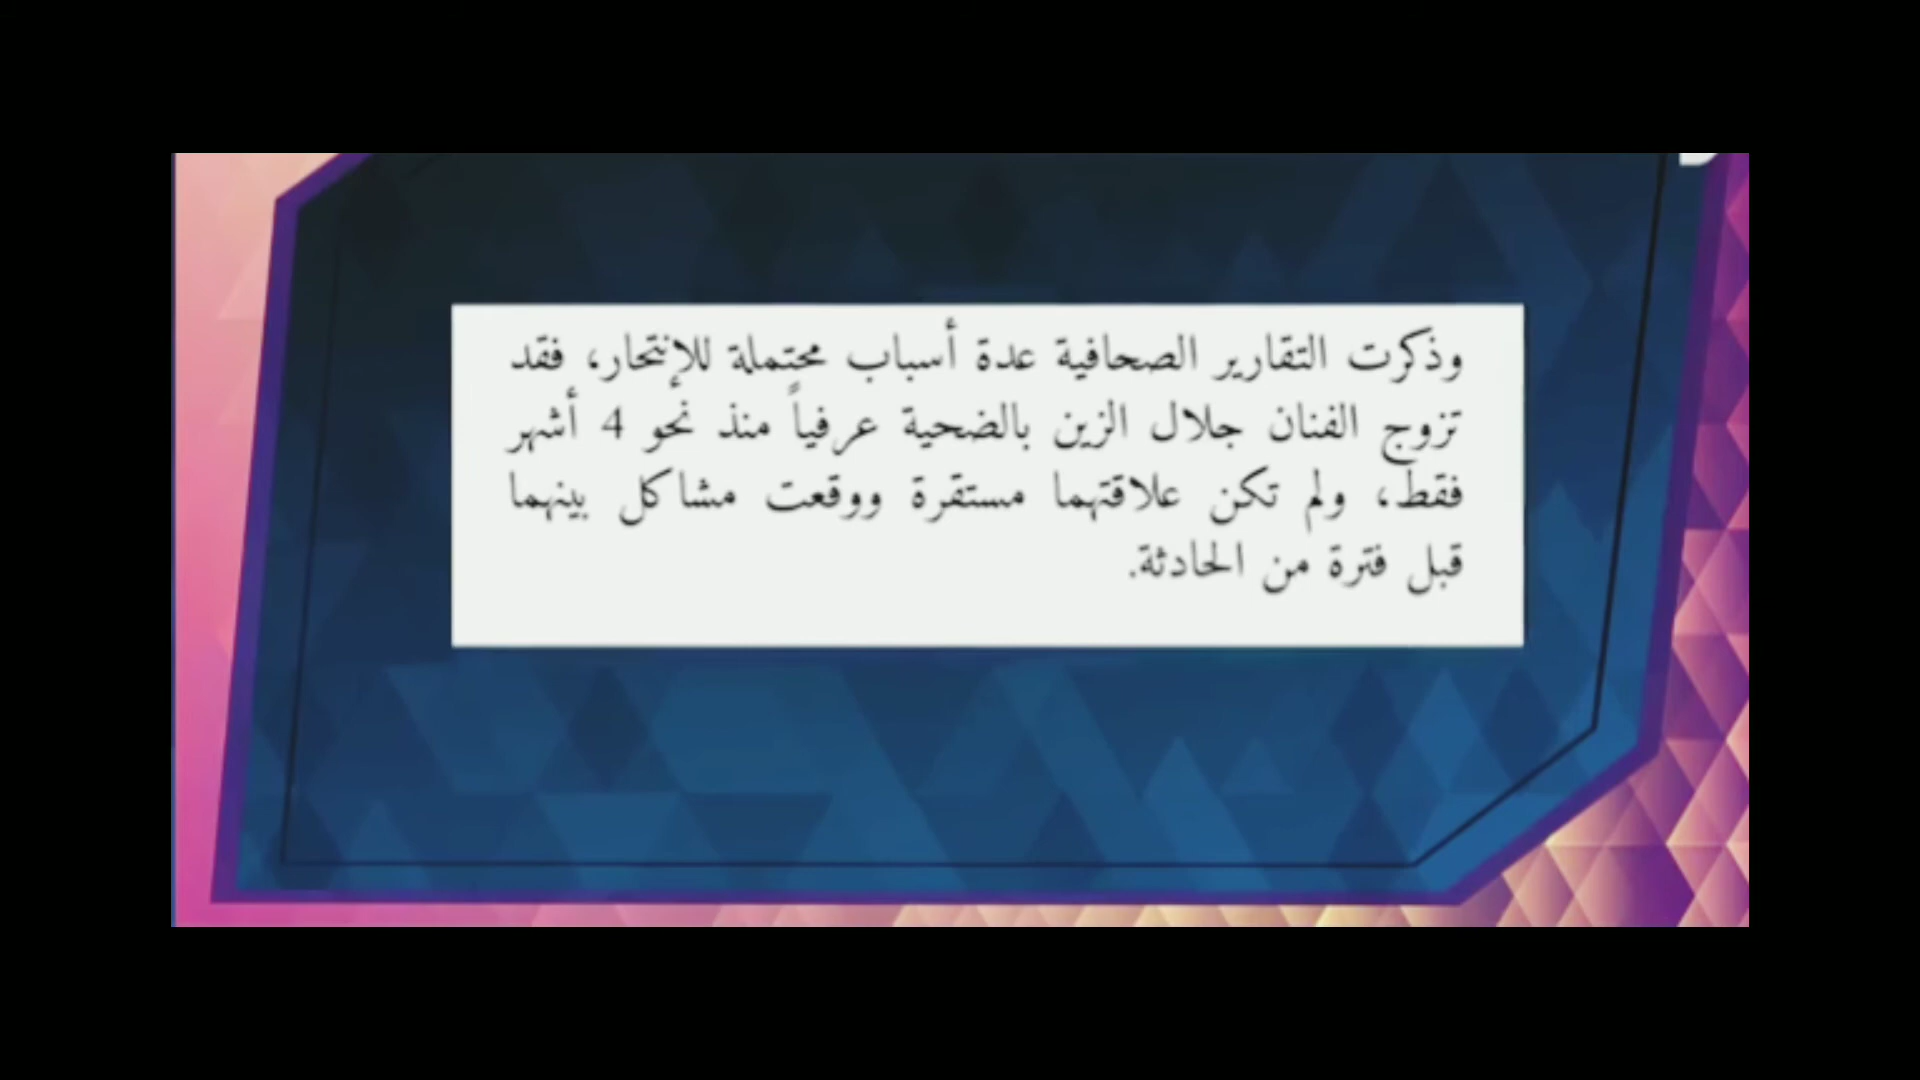 وذكرت التقارير الصحافية عدة أسباب محتملة للإنتحار، فقد
تزوج الفنان جلال الزين بالضحية عرفياً منذ نحو 4 أشهر
فقط، ولم تكن علاقتهما مستقرة ووقعت مشاكل بينهما
قبل فترة من الحادثة.